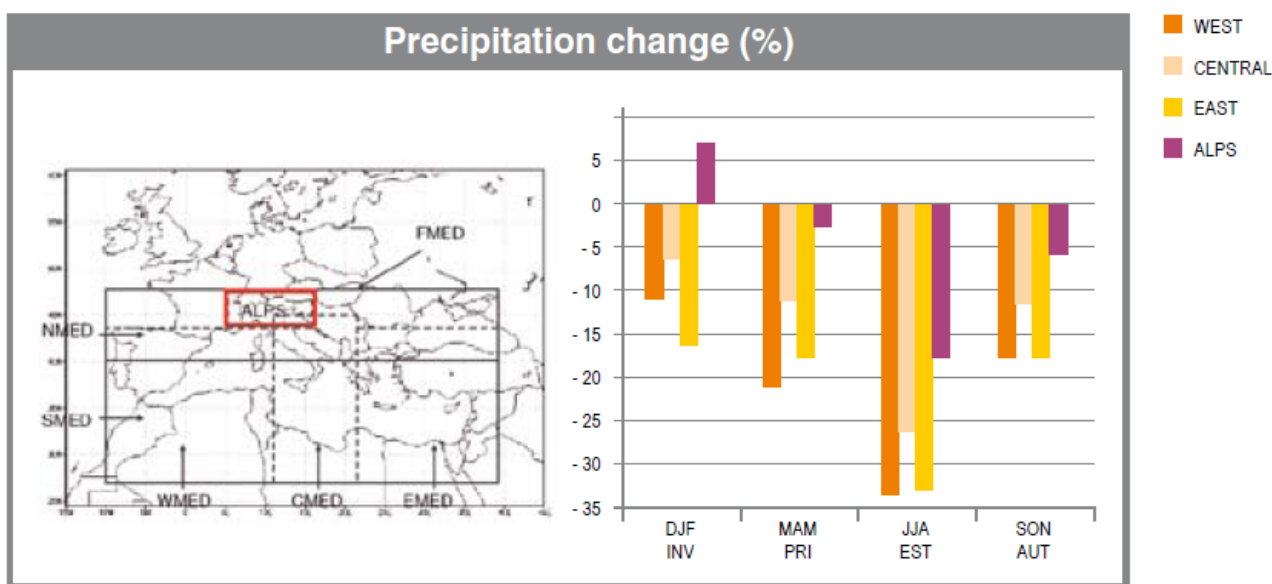 Precipitation change (%)
WEST
CENTRAL
EAST
ALPS
FMED
ALPS
NMED
SMED
WMED
CMED
EMED
5
0
- 5
- 10
- 15
- 20
- 25
- 30
- 35
DJF
INV
MAM
PRI
JJA
EST
SON
AUT